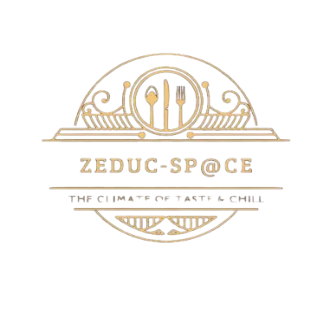 ZEDUC-SP@CE
THE CLIMATE OF TASTE & CHILL